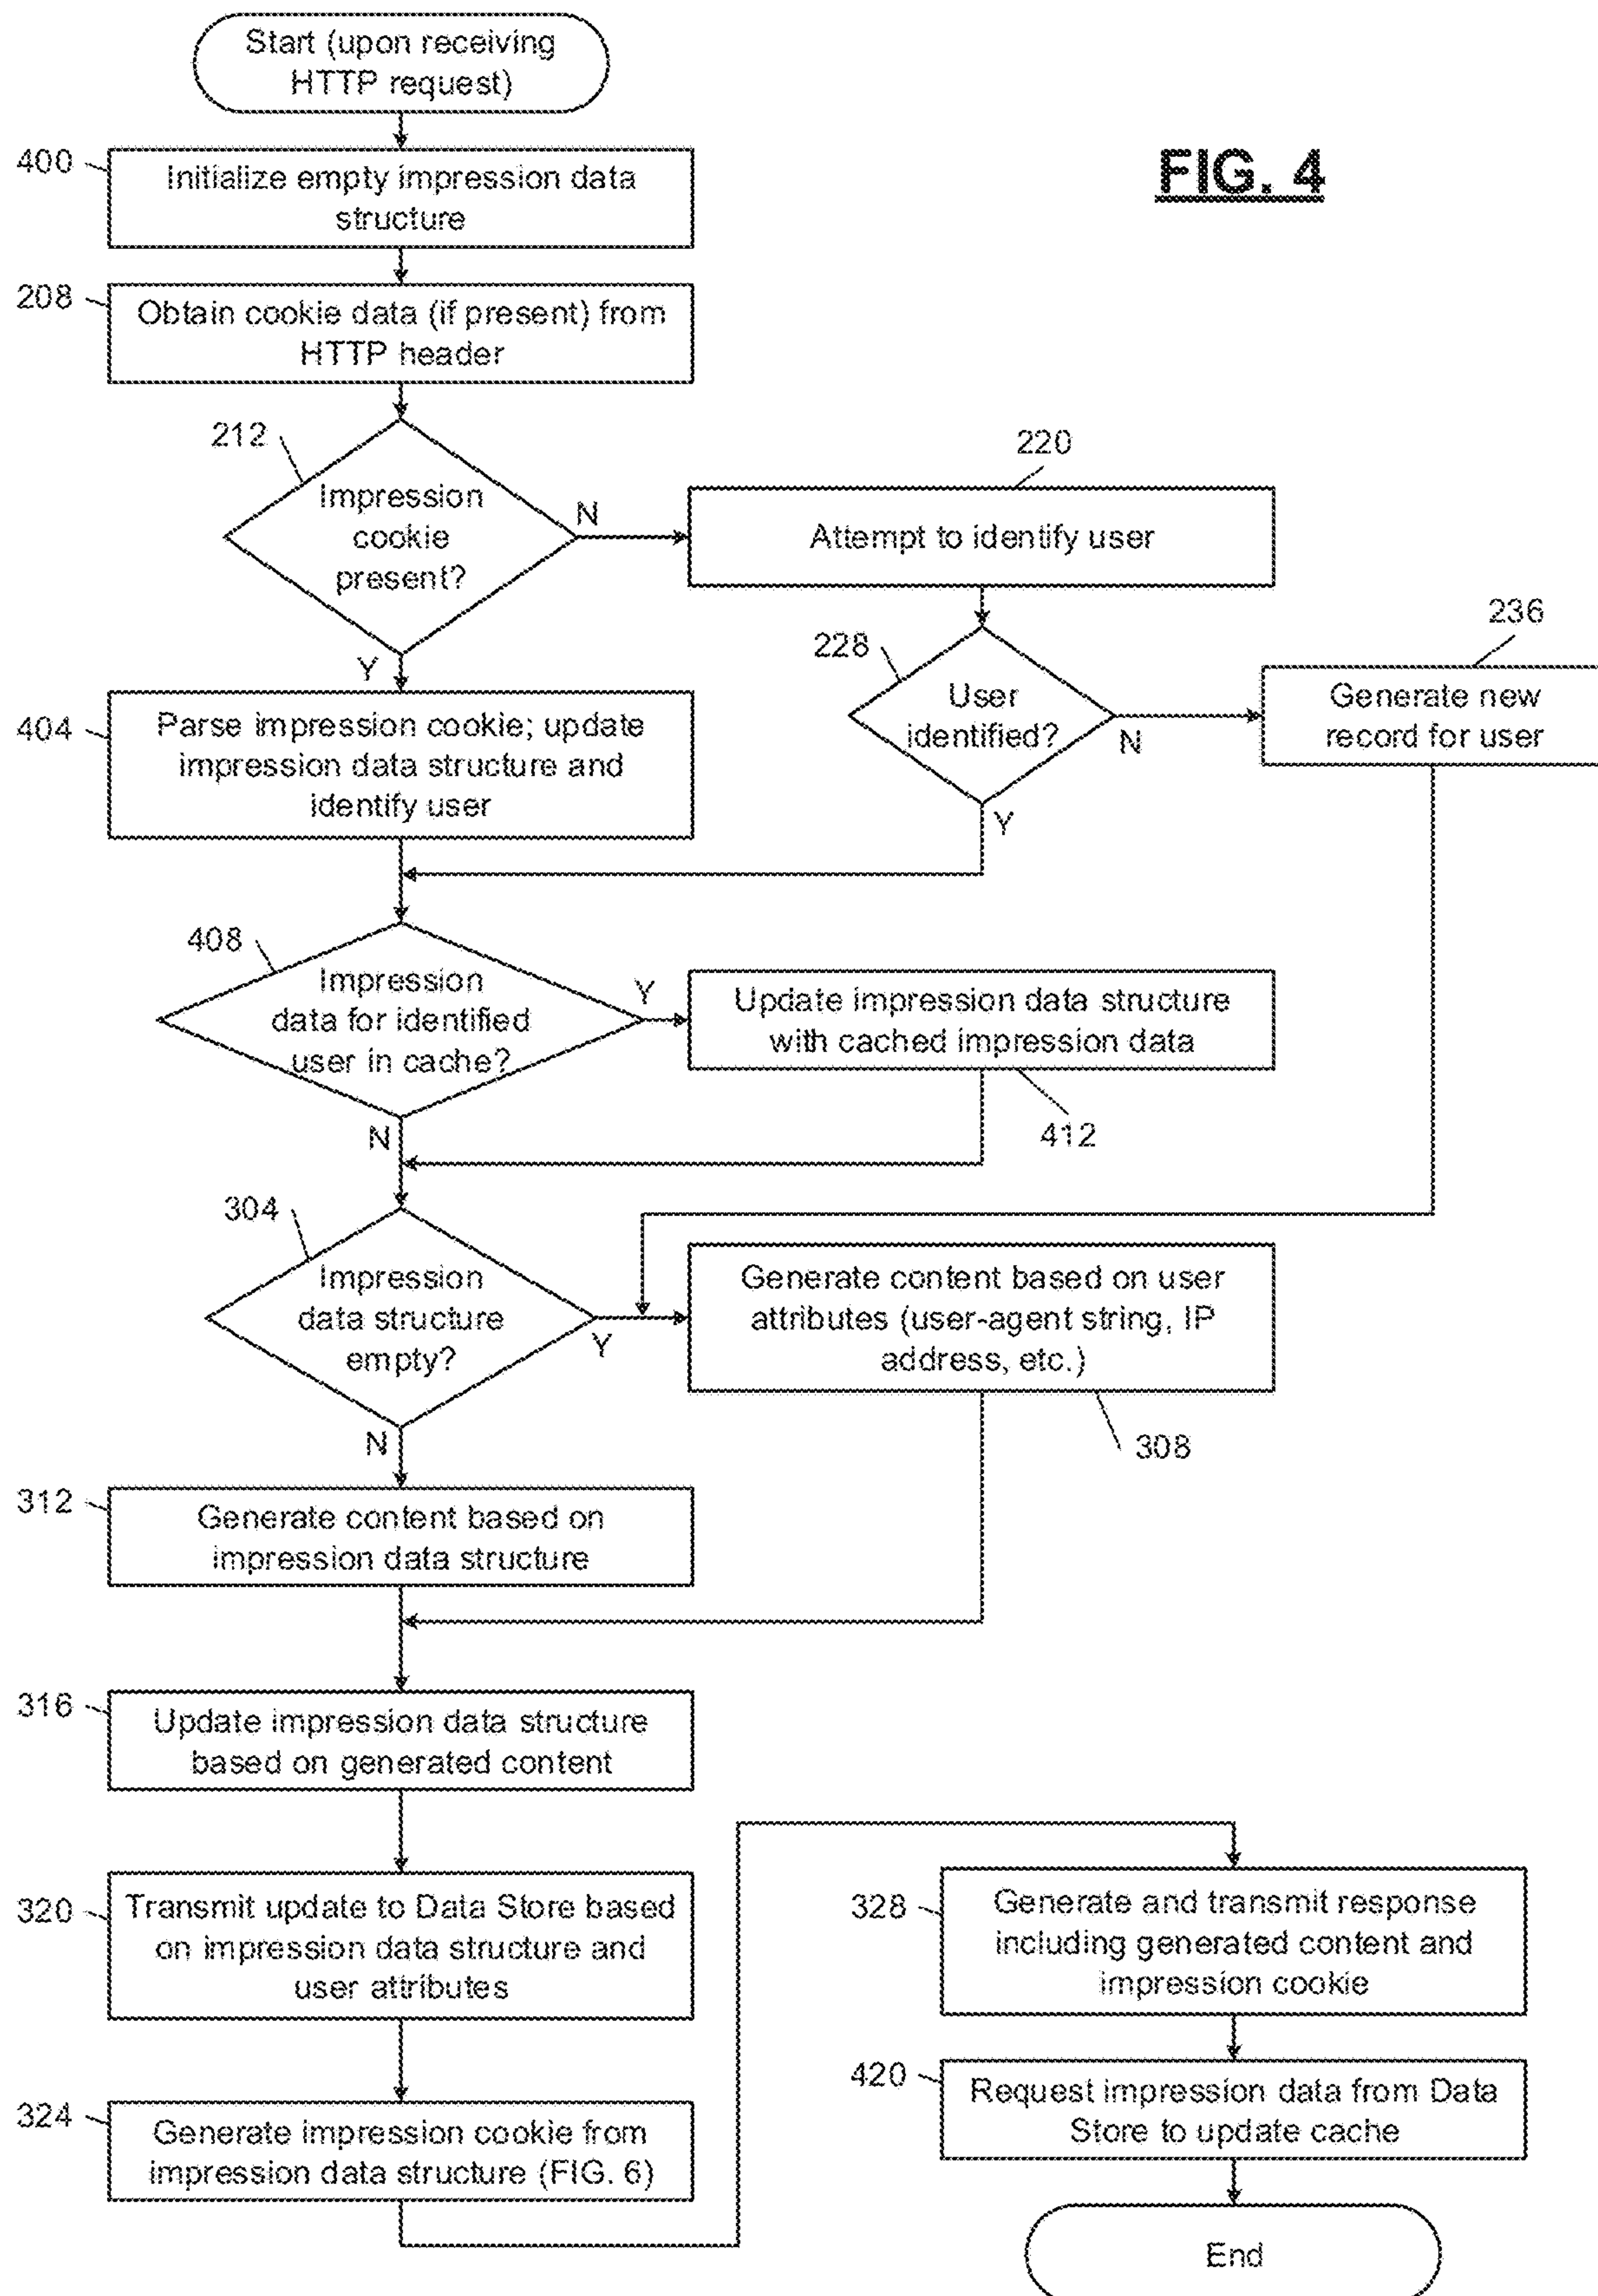 Start (upon receiving
HTTP request)
FIG. 4
400
Initialize empty impression data
structure
208
Obtain cookie data (if present) from
HTTP header
212
Impression
cookie
present?
N
Y
220
Attempt to identify user
228
User
identified?
N
Y
236
Generate new
record for user
404
Parse impression cookie; update
impression data structure and
identify user
408
Impression
data for identified
user in cache?
Y
N
Update impression data structure
with cached impression data
412
304
Impression
data structure
empty?
Y
N
Generate content based on user
attributes (user-agent string, IP
address, etc.)
308
312
Generate content based on
impression data structure
316
Update impression data structure
based on generated content
320
Transmit update to Data Store based
on impression data structure and
user attributes
324
Generate impression cookie from
impression data structure (FIG. 6)
328
Generate and transmit response
including generated content and
impression cookie
420
Request impression data from Data
Store to update cache
End